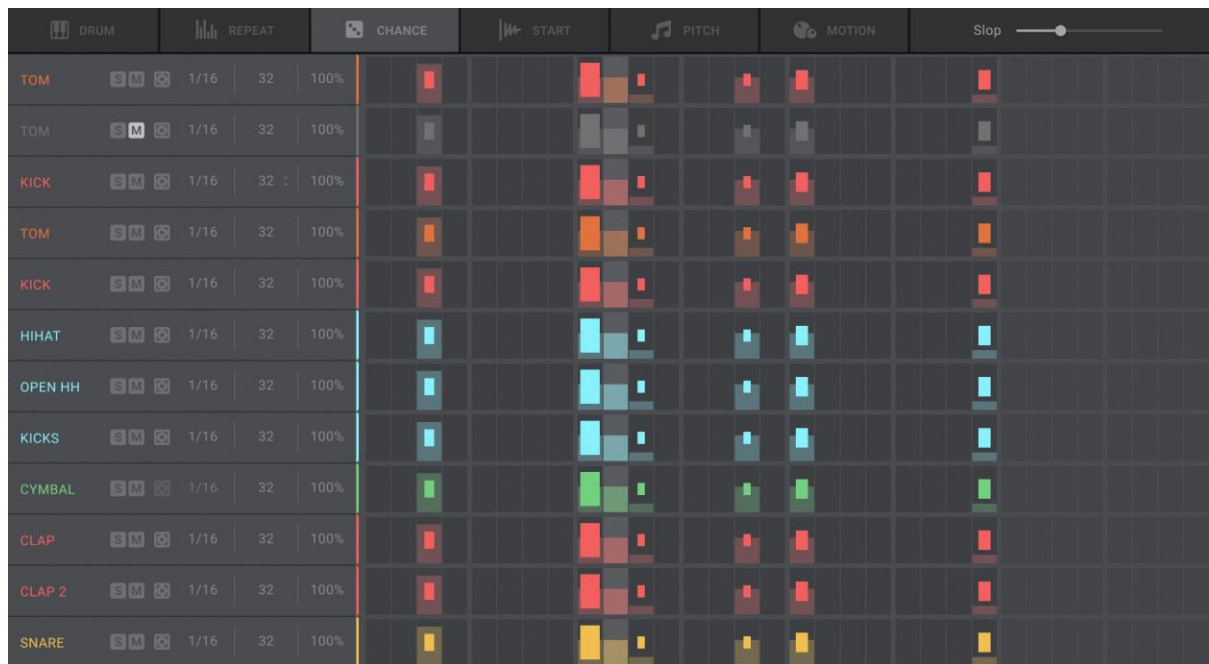 DRUM REPEAT CHANCE START PITCH MOTION Slop
TOM S M 1/16 32 100%
TOM S M 1/16 32 100%
KICK S M 1/16 32 100%
TOM S M 1/16 32 100%
KICK S M 1/16 32 100%
HIHAT S M 1/16 32 100%
OPEN HH S M 1/16 32 100%
KICKS S M 1/16 32 100%
CYMBAL S M 1/16 32 100%
CLAP S M 1/16 32 100%
CLAP 2 S M 1/16 32 100%
SNARE S M 1/16 32 100%